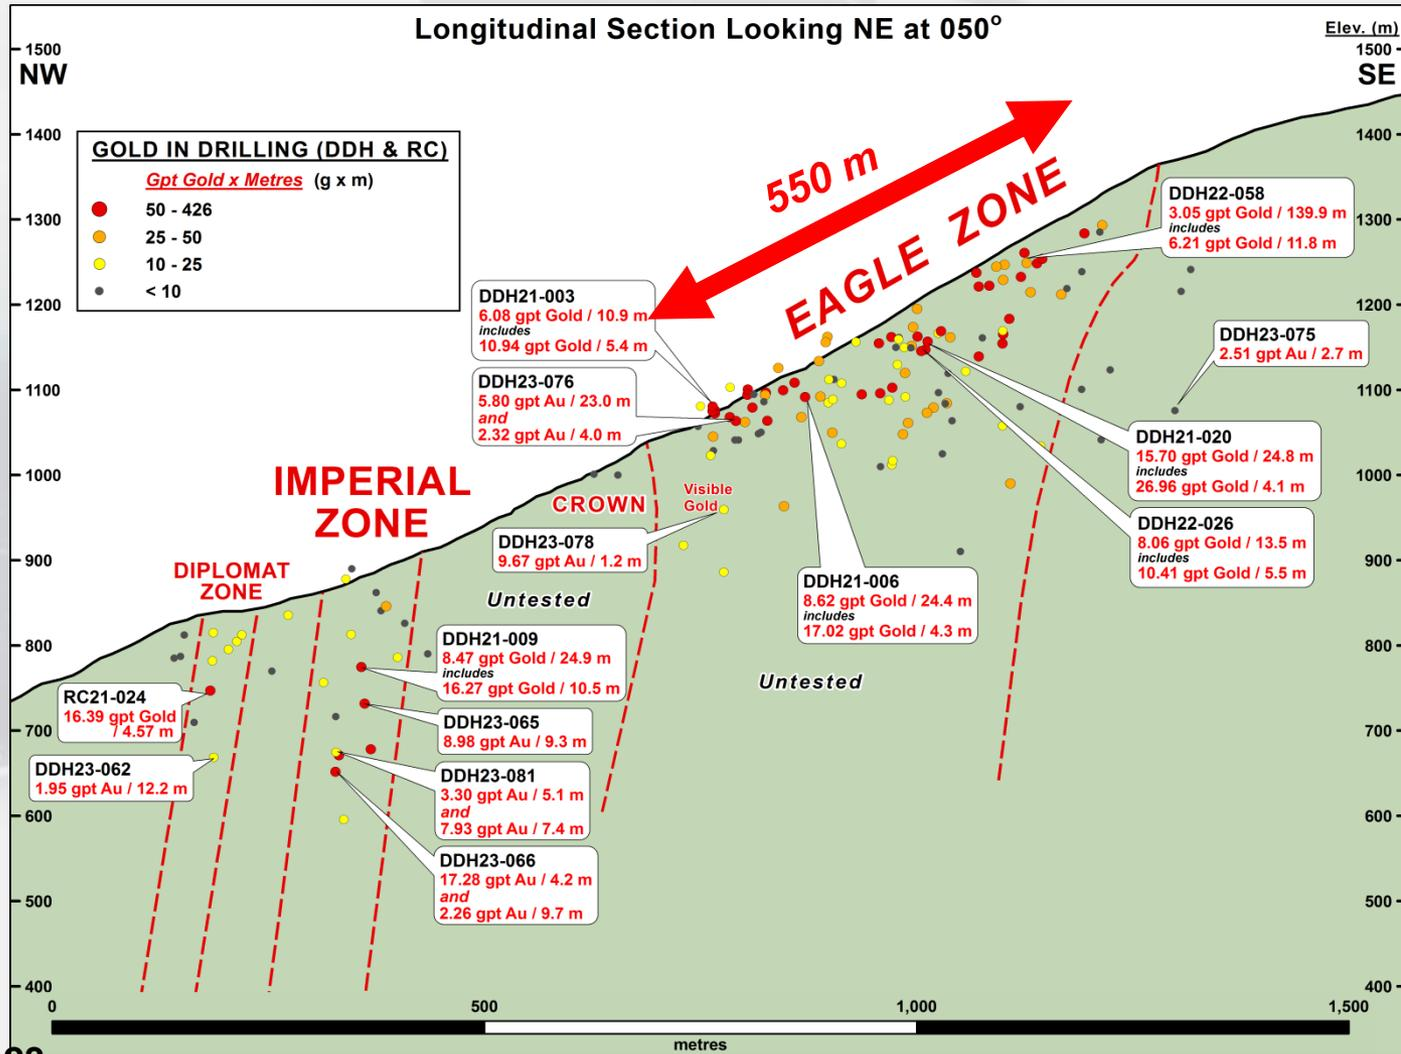 Longitudinal Section Looking NE at 050°
Elev. (m)
NW
SE
1500
1400
1300
1200
1100
1000
900
800
700
600
500
400
1500
1400
1300
1200
1100
1000
900
800
700
600
500
400
GOLD IN DRILLING (DDH & RC)
Gpt Gold x Metres (g x m)
50 - 426
25 - 50
10 - 25
< 10
550 m
EAGLE ZONE
DDH22-058
3.05 gpt Gold / 139.9 m
includes
6.21 gpt Gold / 11.8 m
DDH21-003
6.08 gpt Gold / 10.9 m
includes
10.94 gpt Gold / 5.4 m
DDH23-075
2.51 gpt Au / 2.7 m
DDH23-076
5.80 gpt Au / 23.0 m
and
2.32 gpt Au / 4.0 m
DDH21-020
15.70 gpt Gold / 24.8 m
includes
26.96 gpt Gold / 4.1 m
IMPERIAL
ZONE
CROWN
Visible
Gold
DDH22-026
8.06 gpt Gold / 13.5 m
includes
10.41 gpt Gold / 5.5 m
DDH23-078
9.67 gpt Au / 1.2 m
DIPLOMAT
ZONE
Untested
DDH21-006
8.62 gpt Gold / 24.4 m
includes
17.02 gpt Gold / 4.3 m
Untested
DDH21-009
8.47 gpt Gold / 24.9 m
includes
16.27 gpt Gold / 10.5 m
RC21-024
16.39 gpt Gold
/ 4.57 m
DDH23-065
8.98 gpt Au / 9.3 m
DDH23-062
1.95 gpt Au / 12.2 m
DDH23-081
3.30 gpt Au / 5.1 m
and
7.93 gpt Au / 7.4 m
DDH23-066
17.28 gpt Au / 4.2 m
and
2.26 gpt Au / 9.7 m
0
500
1,000
1,500
metres